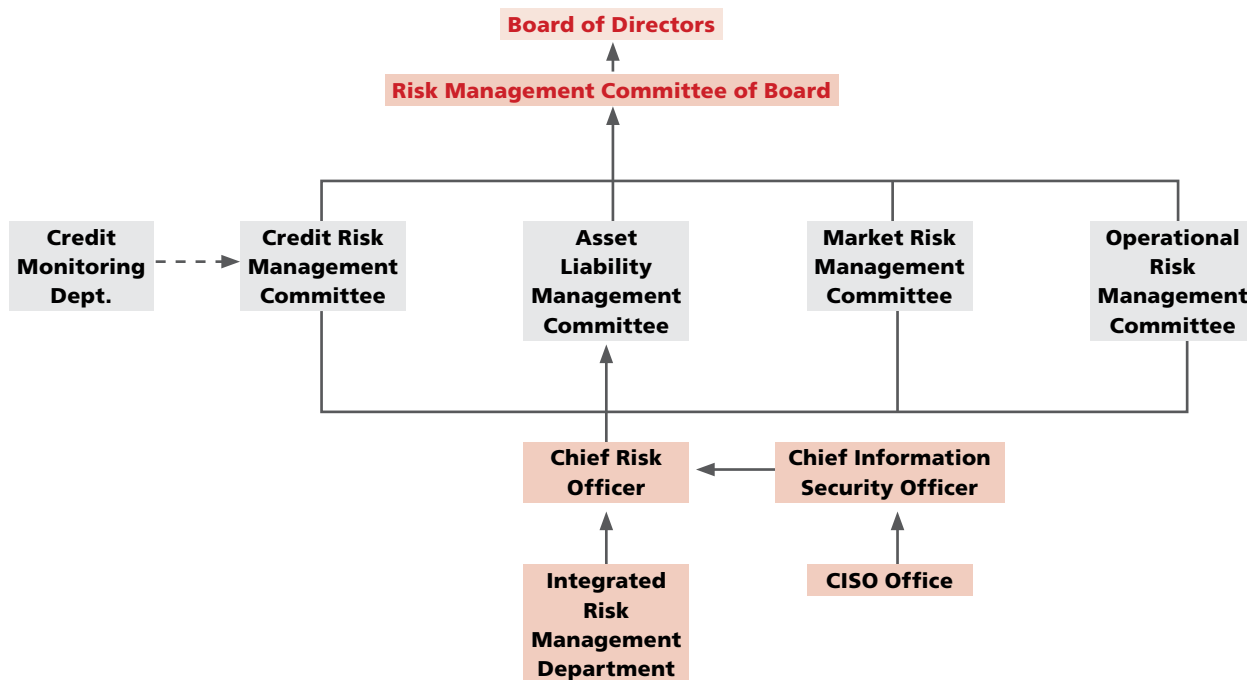 Board of Directors
Risk Management Committee of Board
Credit
Monitoring
Dept.
Credit Risk
Management
Committee
Asset
Liability
Management
Committee
Market Risk
Management
Committee
Operational
Risk
Management
Committee
Chief Risk
Officer
Chief Information
Security Officer
Integrated
Risk
Management
Department
CISO Office